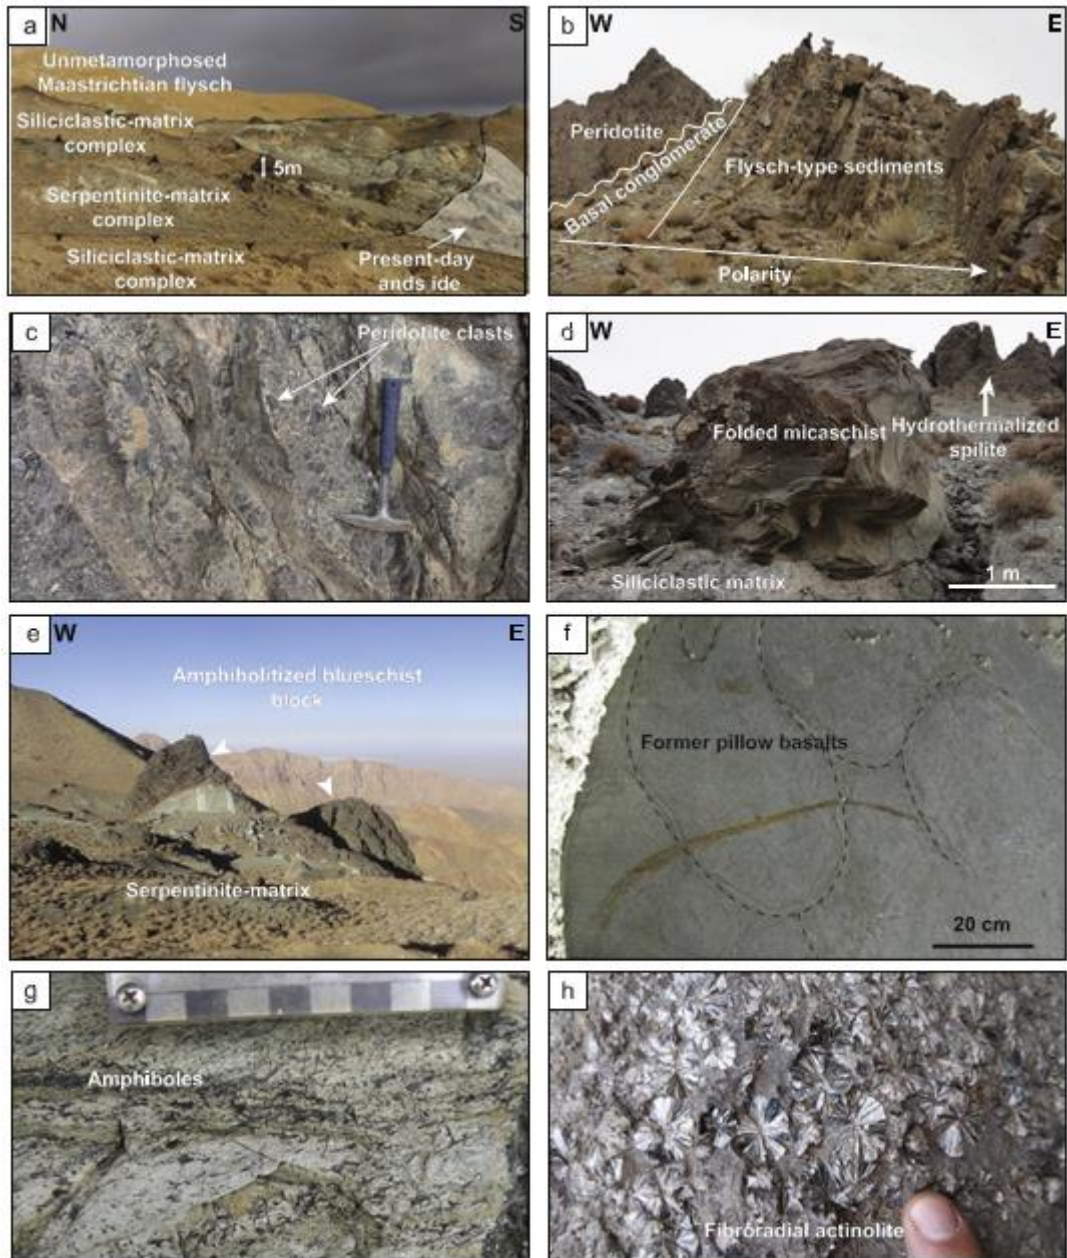 a
N
S
Unmetamorphosed
Maastrichtian flysch
Siliciclastic-matrix
complex
5m
Serpentinite-matrix
complex
Siliciclastic-matrix
complex
Present-day
ands ide
b
W
E
Peridotite
Basal conglomerate
Flysch-type sediments
Polarity
c
Peridotite clasts
d
W
E
Folded micaschist
Hydrothermalized
spilite
Siliciclastic matrix
1 m
e
W
E
Amphibolitized blueschist
block
Serpentinite-matrix
f
Former pillow basalts
20 cm
g
Amphiboles
h
Fibroradial actinolite